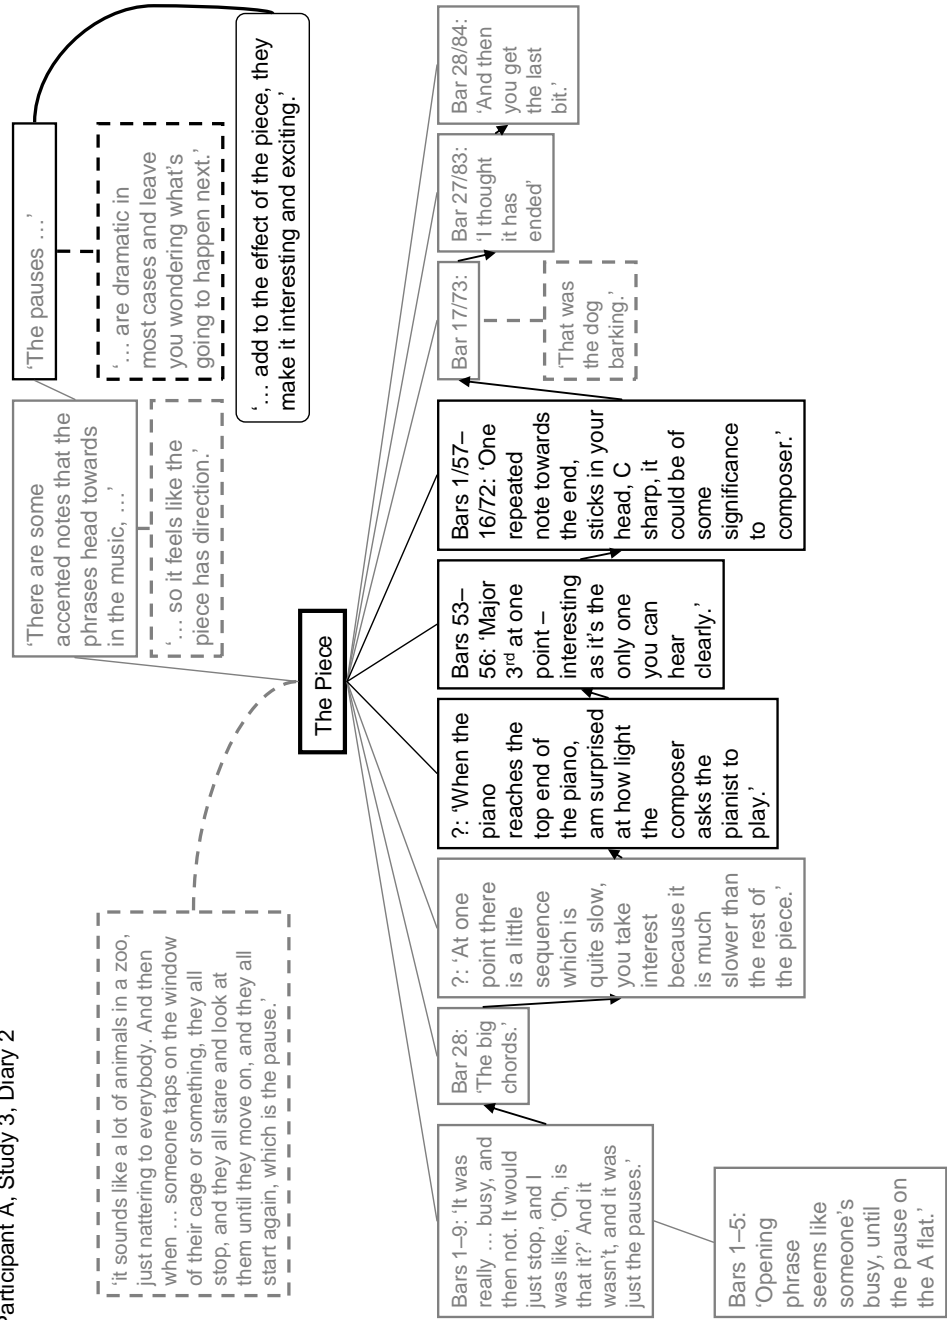 Participant A, Study 3, Diary 2
'it sounds like a lot of animals in a zoo,
just nattering to everybody. And then
when … someone taps on the window
of their cage or something, they all
stop, and they all stare and look at
them until they move on, and they all
start again, which is the pause.'
'There are some
accented notes that the
phrases head towards
in the music, …'
'… so it feels like the
piece has direction.'
'The pauses …'
'… are dramatic in
most cases and leave
you wondering what's
going to happen next.'
'… add to the effect of the piece, they
make it interesting and exciting.'
The Piece
Bars 1–9: 'It was
really … busy, and
then not. It would
just stop, and I
was like, 'Oh, is
that it?' And it
wasn't, and it was
just the pauses.'
Bars 1–5:
'Opening
phrase
seems like
someone's
busy, until
the pause on
the A flat.'
Bar 28:
'The big
chords.'
?: 'At one
point there
is a little
sequence
which is
quite slow,
you take
interest
because it
is much
slower than
the rest of
the piece.'
?: 'When the
piano
reaches the
top end of
the piano,
am surprised
at how light
the
composer
asks the
pianist to
play.'
Bars 53–
56: 'Major
3rd at one
point –
interesting
as it's the
only one
you can
hear
clearly.'
Bars 1/57–
16/72: 'One
repeated
note towards
the end,
sticks in your
head, C
sharp, it
could be of
some
significance
to
composer.'
Bar 17/73:
'That was
the dog
barking.'
Bar 27/83:
'I thought
it has
ended'
Bar 28/84:
'And then
you get
the last
bit.'